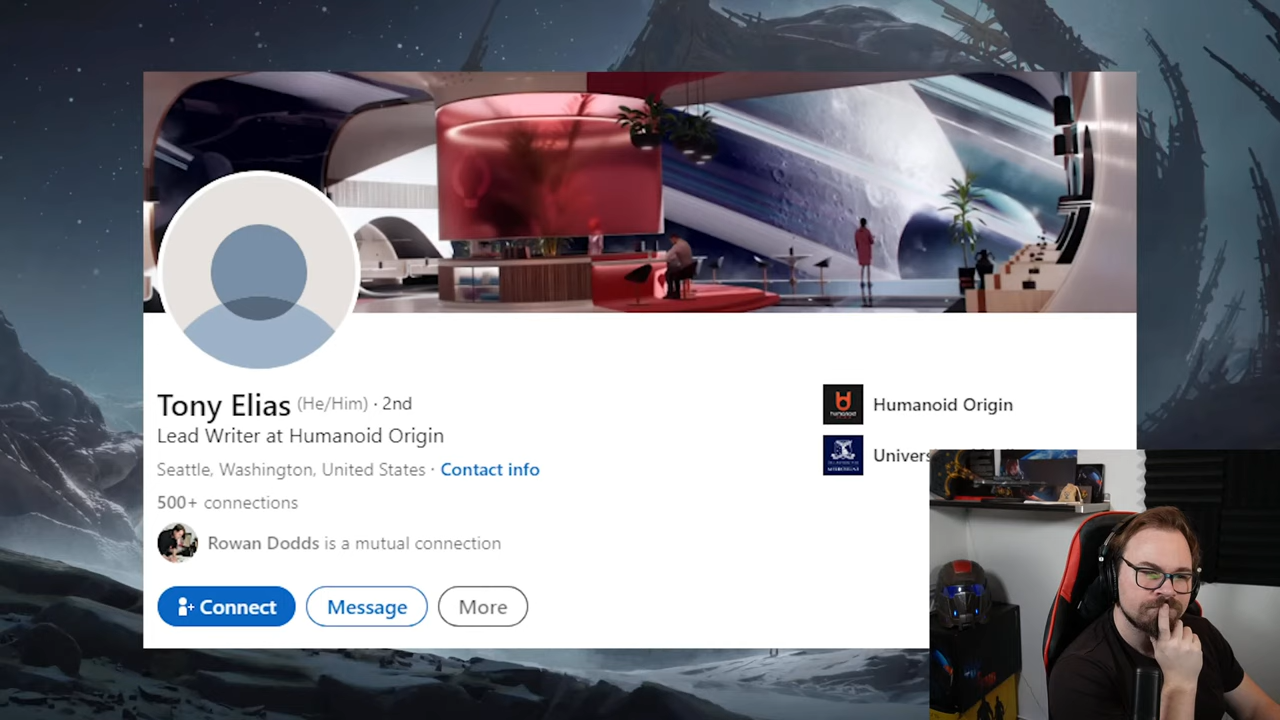 Tony Elias (He/Him) · 2nd
Lead Writer at Humanoid Origin
Seattle, Washington, United States · Contact info
500+ connections
Rowan Dodds is a mutual connection
Connect
Message
More
Humanoid Origin